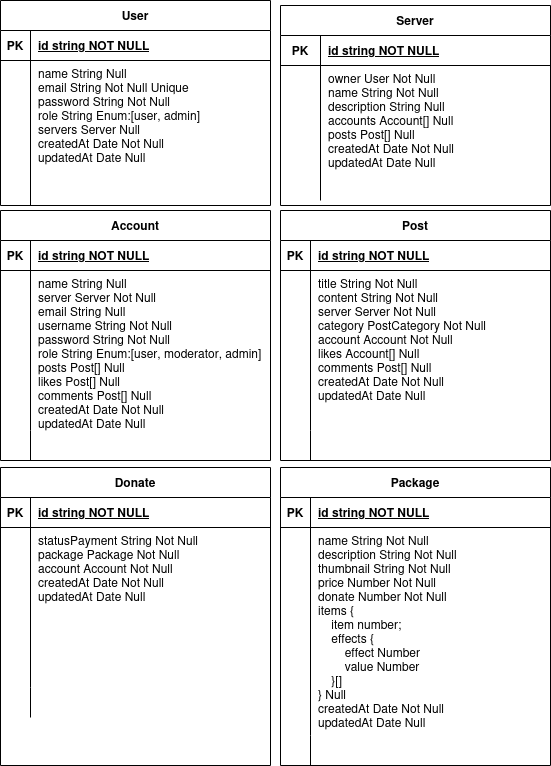 User
PK id string NOT NULL
name String Null
email String Not Null Unique
password String Not Null
role String Enum:[user, admin]
servers Server Null
createdAt Date Not Null
updatedAt Date Null
Server
PK id string NOT NULL
owner User Not Null
name String Not Null
description String Null
accounts Account[] Null
posts Post[] Null
createdAt Date Not Null
updatedAt Date Null
Account
PK id string NOT NULL
name String Null
server Server Not Null
email String Null
username String Not Null
password String Not Null
role String Enum:[user, moderator, admin]
posts Post[] Null
likes Post[] Null
comments Post[] Null
createdAt Date Not Null
updatedAt Date Null
Post
PK id string NOT NULL
title String Not Null
content String Not Null
server Server Not Null
category PostCategory Not Null
account Account Not Null
likes Account[] Null
comments Post[] Null
createdAt Date Not Null
updatedAt Date Null
Donate
PK id string NOT NULL
statusPayment String Not Null
package Package Not Null
account Account Not Null
createdAt Date Not Null
updatedAt Date Null
Package
PK id string NOT NULL
name String Not Null
description String Not Null
thumbnail String Not Null
price Number Not Null
donate Number Not Null
items {
item number;
effects {
effect Number
value Number
}[]
} Null
createdAt Date Not Null
updatedAt Date Null